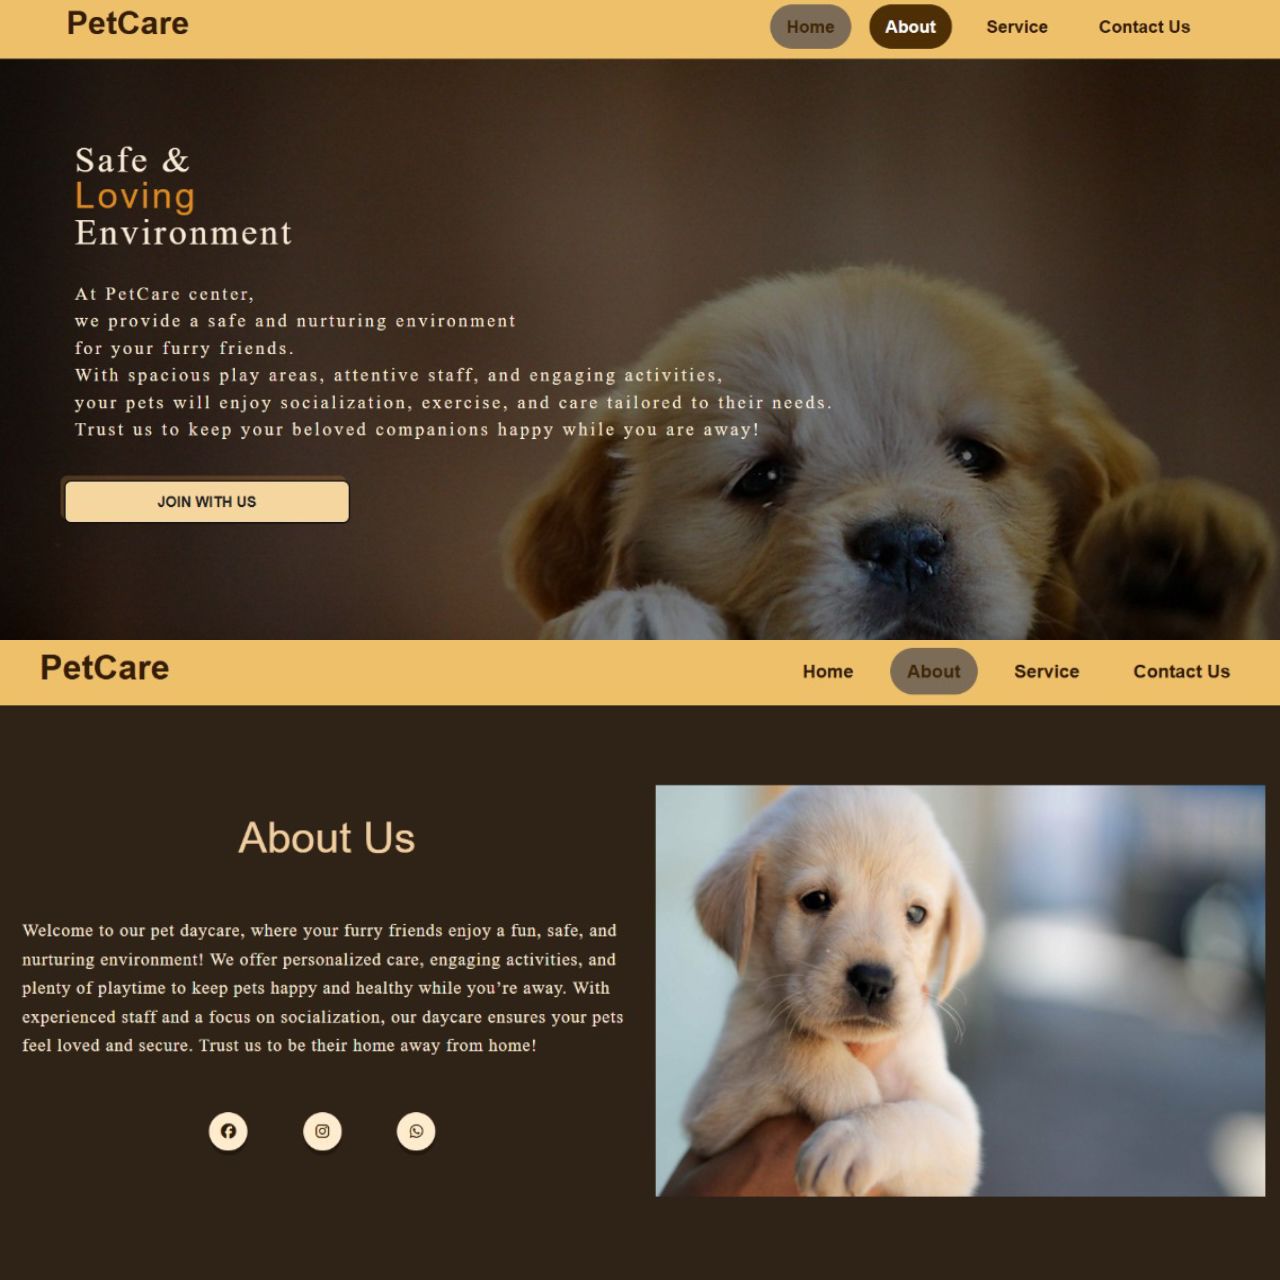 PetCare
Home About Service Contact Us
Safe &
Loving
Environment
At PetCare center,
we provide a safe and nurturing environment
for your furry friends.
With spacious play areas, attentive staff, and engaging activities,
your pets will enjoy socialization, exercise, and care tailored to their needs.
Trust us to keep your beloved companions happy while you are away!
JOIN WITH US
PetCare
Home About Service Contact Us
About Us
Welcome to our pet daycare, where your furry friends enjoy a fun, safe, and
nurturing environment! We offer personalized care, engaging activities, and
plenty of playtime to keep pets happy and healthy while you’re away. With
experienced staff and a focus on socialization, our daycare ensures your pets
feel loved and secure. Trust us to be their home away from home!